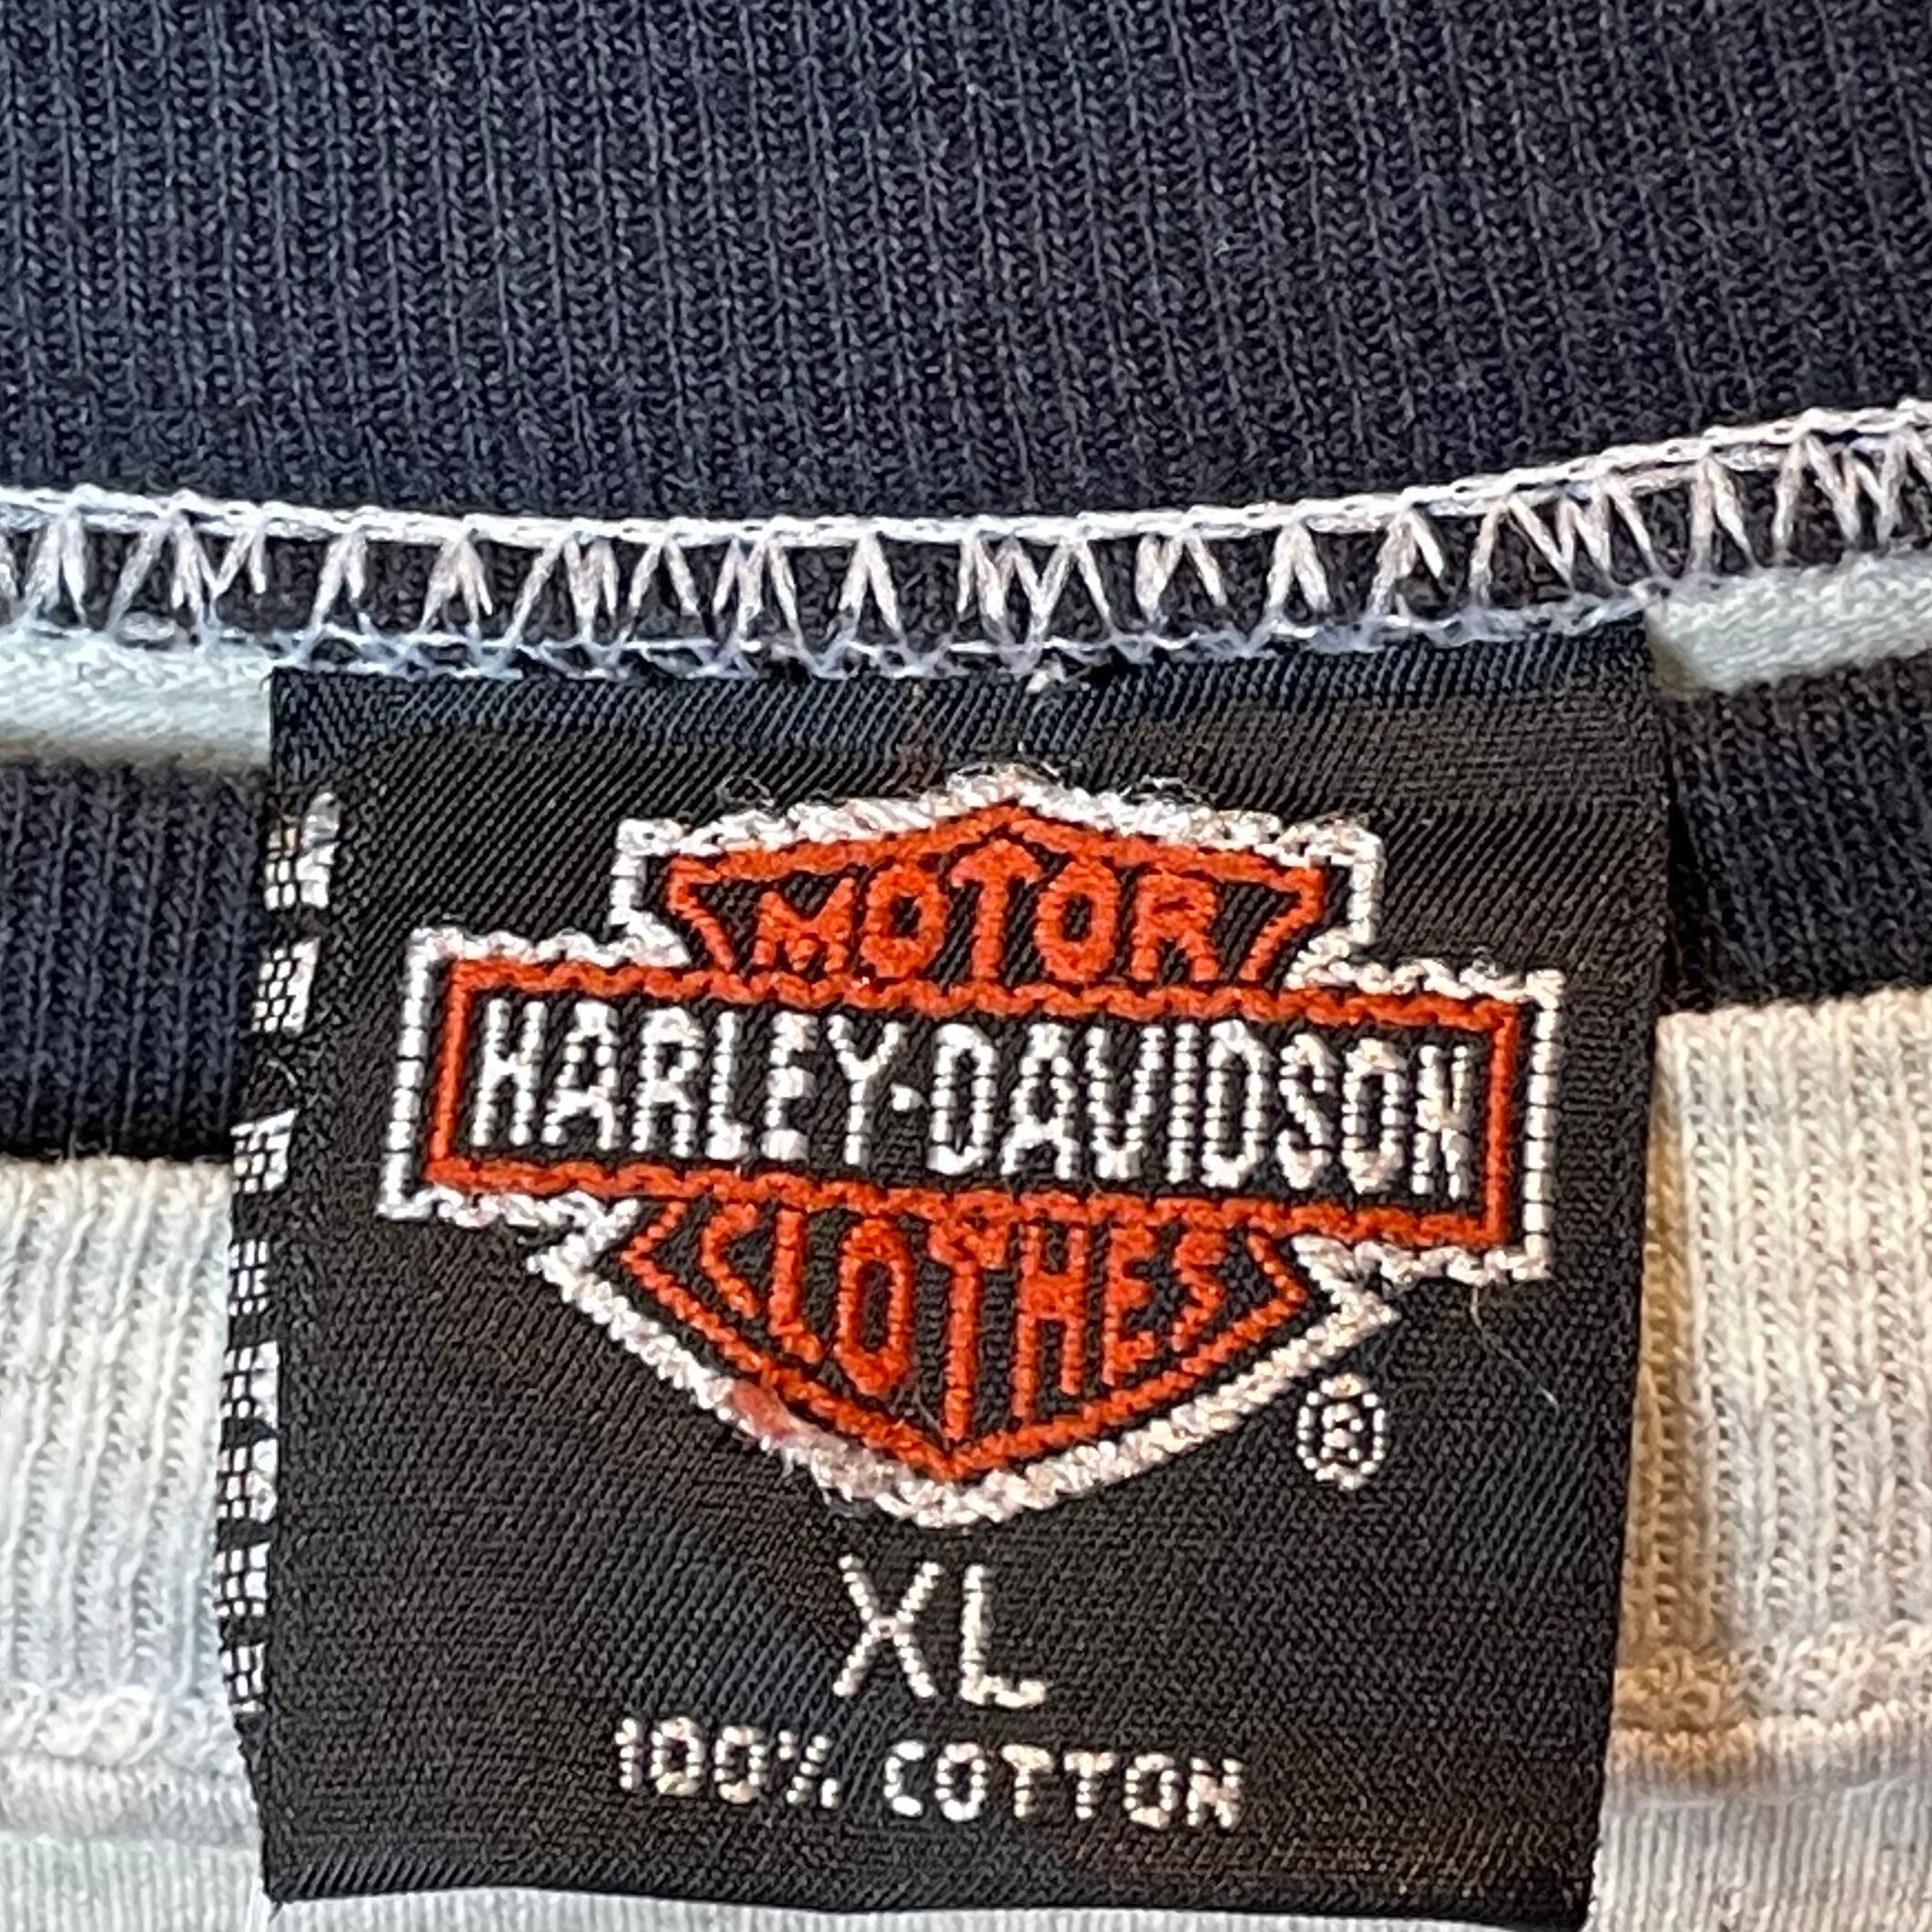 MOTOR
HARLEY-DAVIDSON
CLOTHES
®
XL
100% COTTON